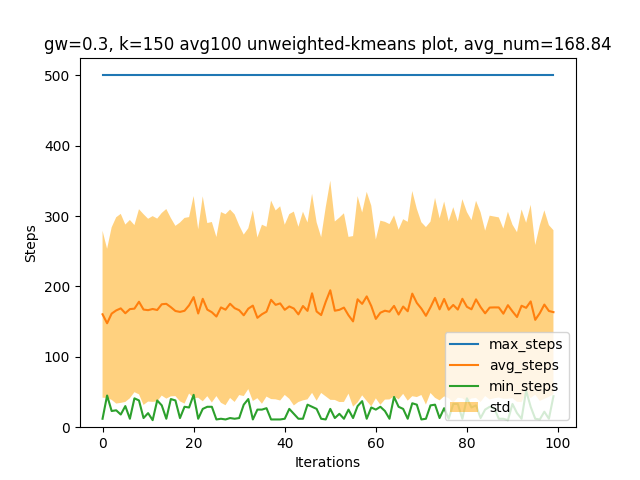 gw=0.3, k=150 avg100 unweighted-kmeans plot, avg_num=168.84
500
400
300
200
100
0
Steps
0 20 40 60 80 100
Iterations
max_steps
avg_steps
min_steps
std